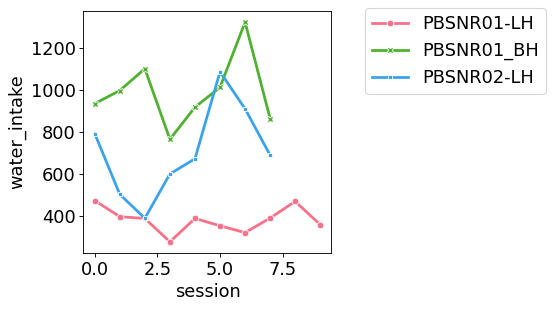 PBSNR01-LH
PBSNR01_BH
PBSNR02-LH
water_intake
1200
1000
800
600
400
0.0 2.5 5.0 7.5
session